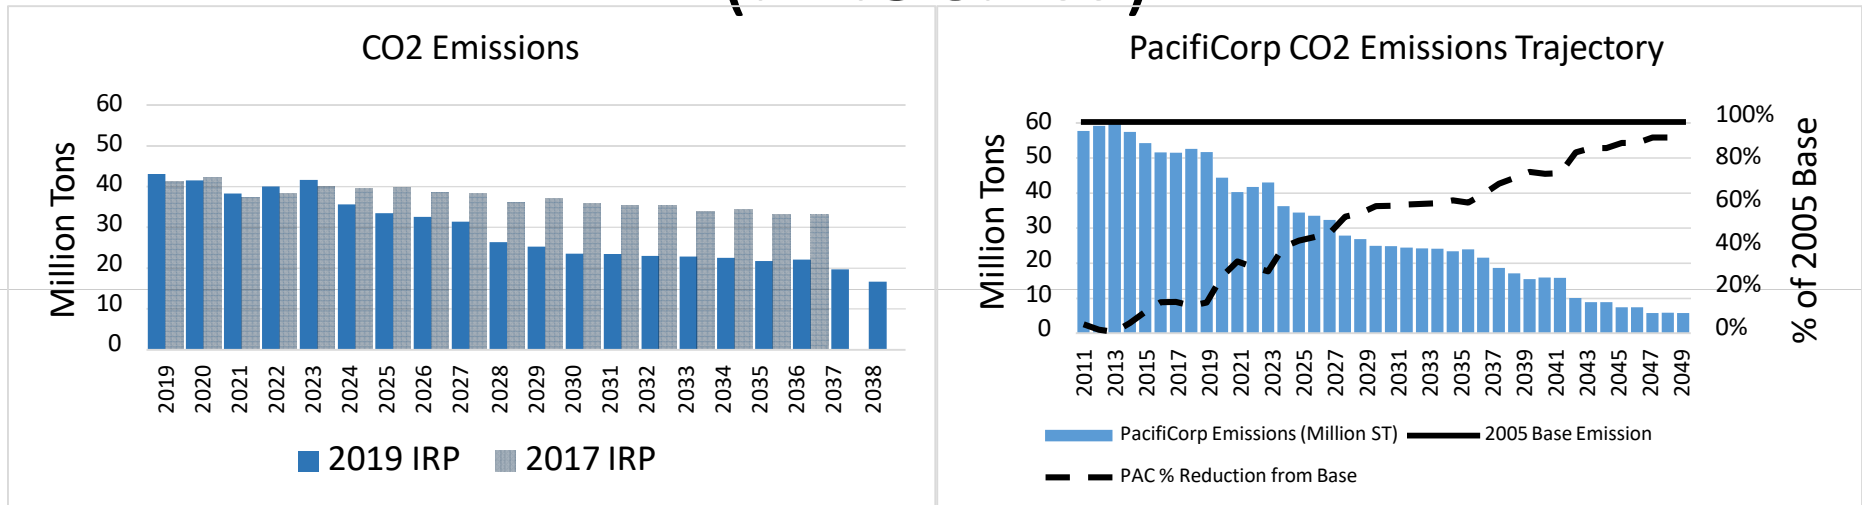 CO2 Emissions
Million Tons
60
50
40
30
20
10
0
2019 2020 2021 2022 2023 2024 2025 2026 2027 2028 2029 2030 2031 2032 2033 2034 2035 2036 2037 2038
2019 IRP 2017 IRP
PacifiCorp CO2 Emissions Trajectory
Million Tons
60
50
40
30
20
10
0
100%
80%
60%
40%
20%
0%
% of 2005 Base
2011 2013 2015 2017 2019 2021 2023 2025 2027 2029 2031 2033 2035 2037 2039 2041 2043 2045 2047 2049
PacifiCorp Emissions (Million ST) 2005 Base Emission
PAC % Reduction from Base